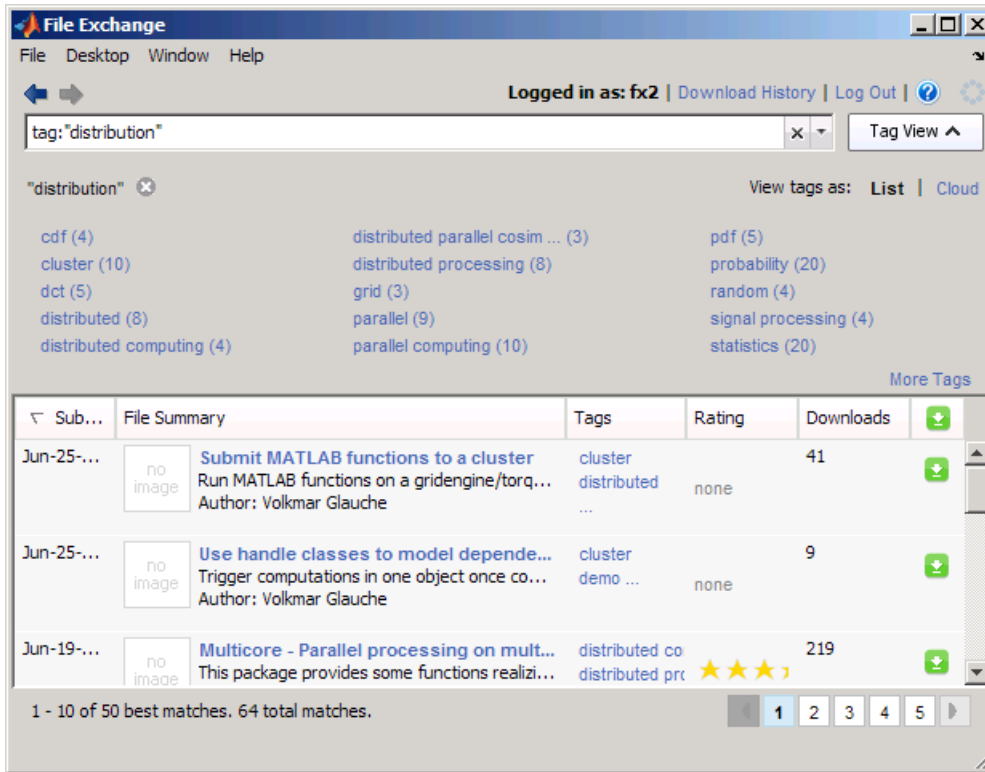 File Exchange
File Desktop Window Help
Logged in as: fx2 | Download History | Log Out | ?
tag:"distribution" x Tag View
"distribution" View tags as: List | Cloud
cdf (4) distributed parallel cosim ... (3) pdf (5)
cluster (10) distributed processing (8) probability (20)
dct (5) grid (3) random (4)
distributed (8) parallel (9) signal processing (4)
distributed computing (4) parallel computing (10) statistics (20)
More Tags
Sub... File Summary Tags Rating Downloads
Jun-25-... no image Submit MATLAB functions to a cluster cluster 41
Run MATLAB functions on a gridengine/torq... distributed none
Author: Volkmar Glauche ...
Jun-25-... no image Use handle classes to model depende... cluster 9
Trigger computations in one object once co... demo ... none
Author: Volkmar Glauche
Jun-19-... no image Multicore - Parallel processing on mult... distributed co 219
This package provides some functions realizi... distributed prc
1 - 10 of 50 best matches. 64 total matches. 1 2 3 4 5